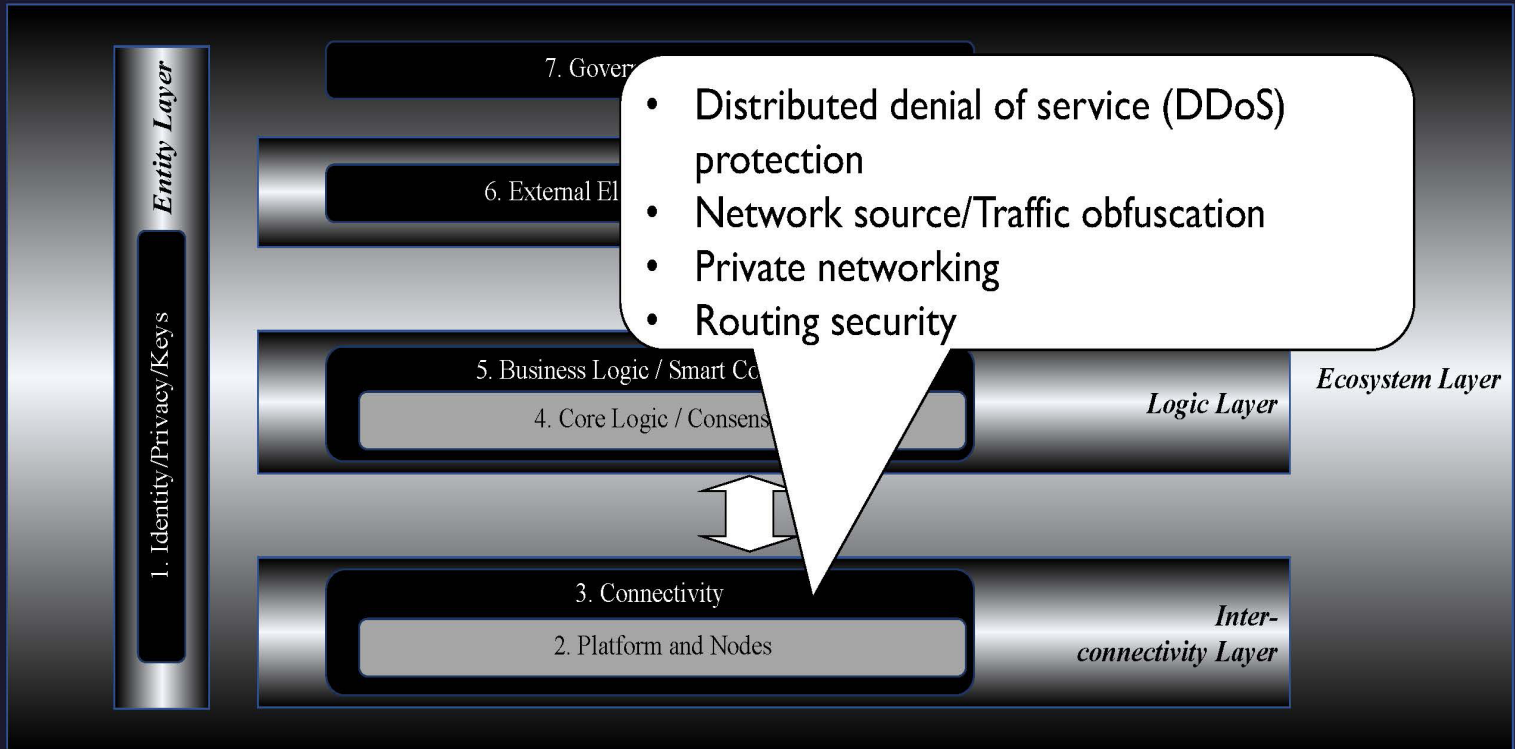 Entity Layer
1. Identity/Privacy/Keys
7. Gover
• Distributed denial of service (DDoS)
protection
• Network source/Traffic obfuscation
• Private networking
• Routing security
6. External El
5. Business Logic / Smart Co
4. Core Logic / Consens
Logic Layer
Ecosystem Layer
3. Connectivity
2. Platform and Nodes
Inter-
connectivity Layer